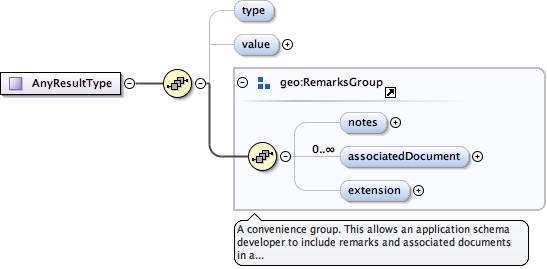 type
value
AnyResultType
geo:RemarksGroup
notes
0..∞
associatedDocument
extension
A convenience group. This allows an application schema
developer to include remarks and associated documents
in a...